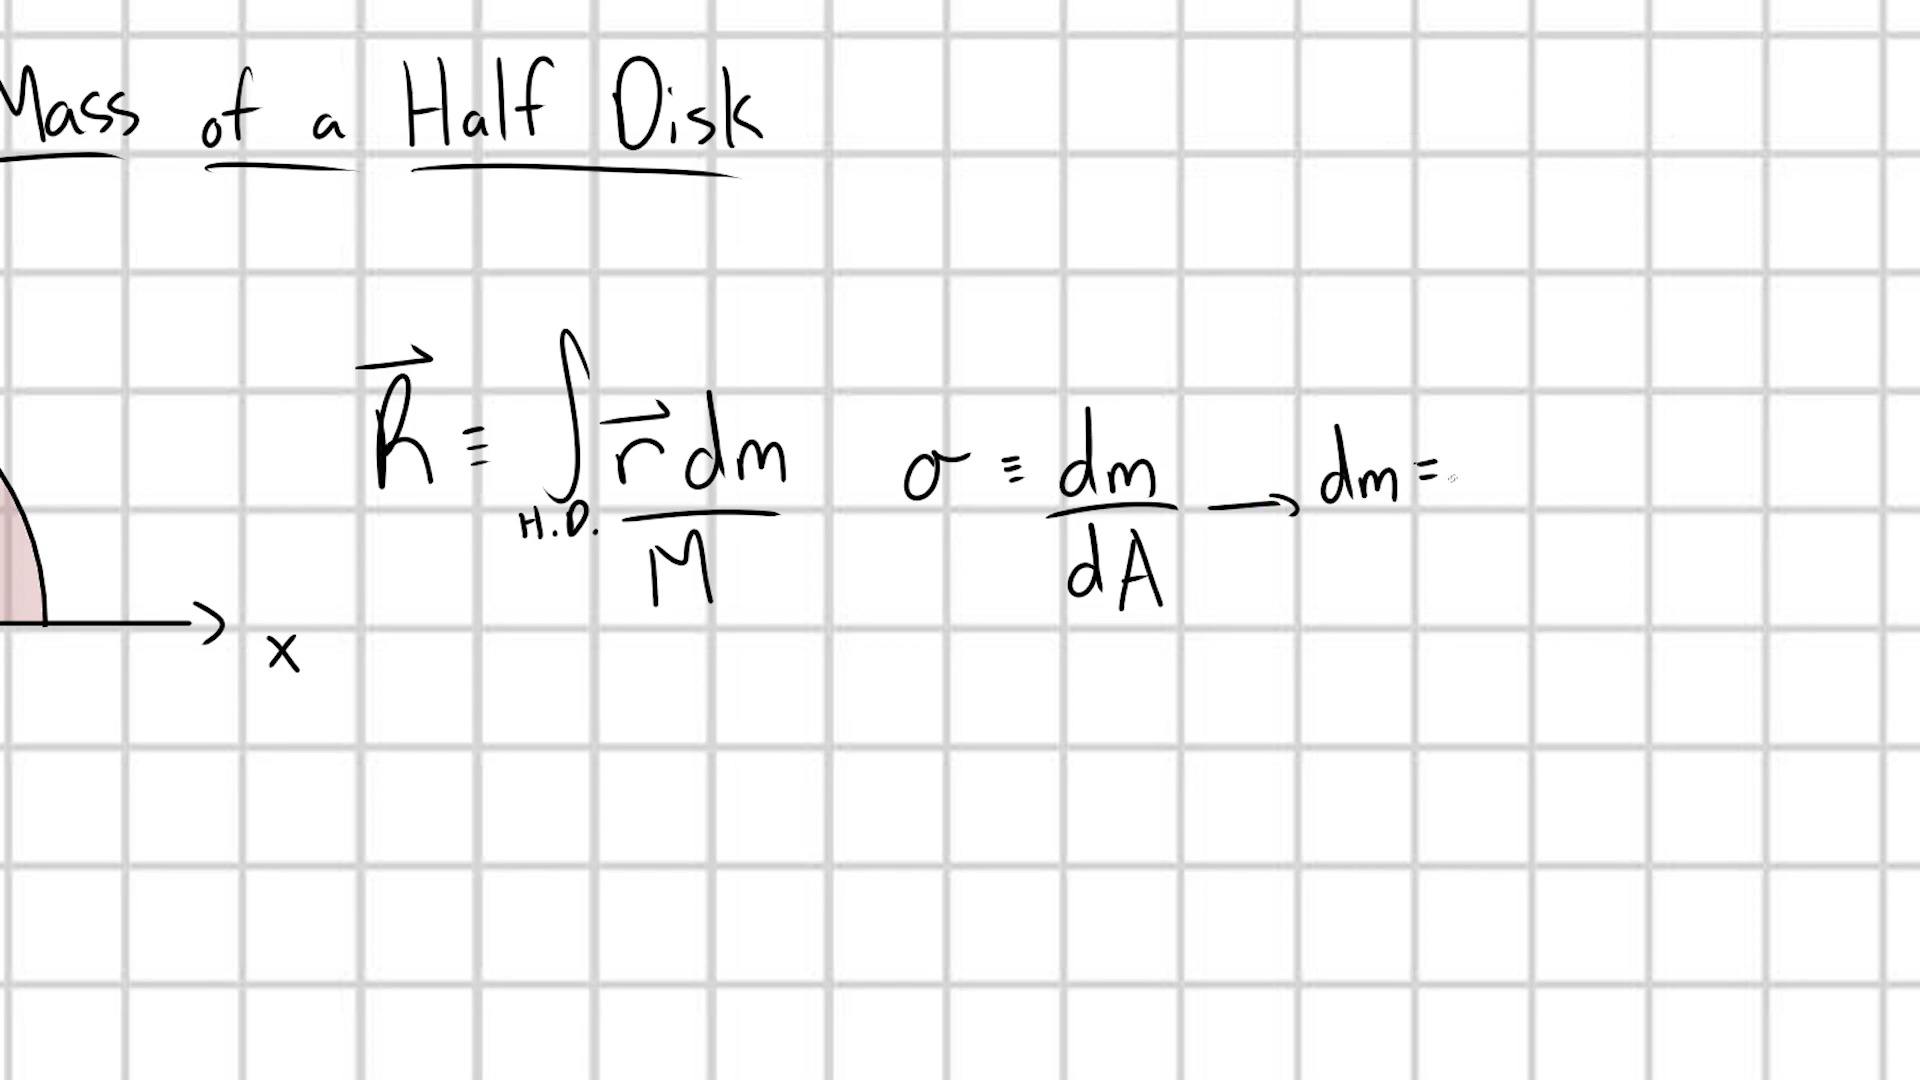 Mass of a Half Disk
R⃗ ≡ ∫_{H.D.} r⃗ dm / M    σ ≡ dm / dA → dm =
x